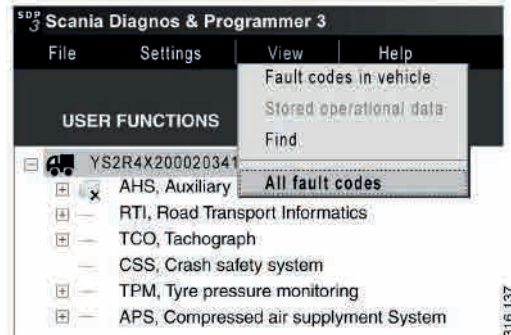 SDP3 Scania Diagnos & Programmer 3
File Settings View Help
Fault codes in vehicle
Stored operational data
Find
All fault codes
USER FUNCTIONS
YS2R4X200020341
AHS, Auxiliary
RTI, Road Transport Informatics
TCO, Tachograph
CSS, Crash safety system
TPM, Tyre pressure monitoring
APS, Compressed air supplyment System
316 137